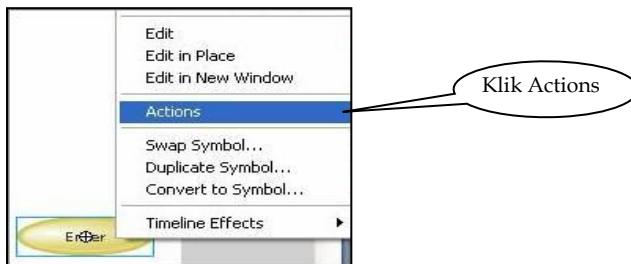 Edit
Edit in Place
Edit in New Window
Actions
Klik Actions
Swap Symbol...
Duplicate Symbol...
Convert to Symbol...
Timeline Effects
Enter